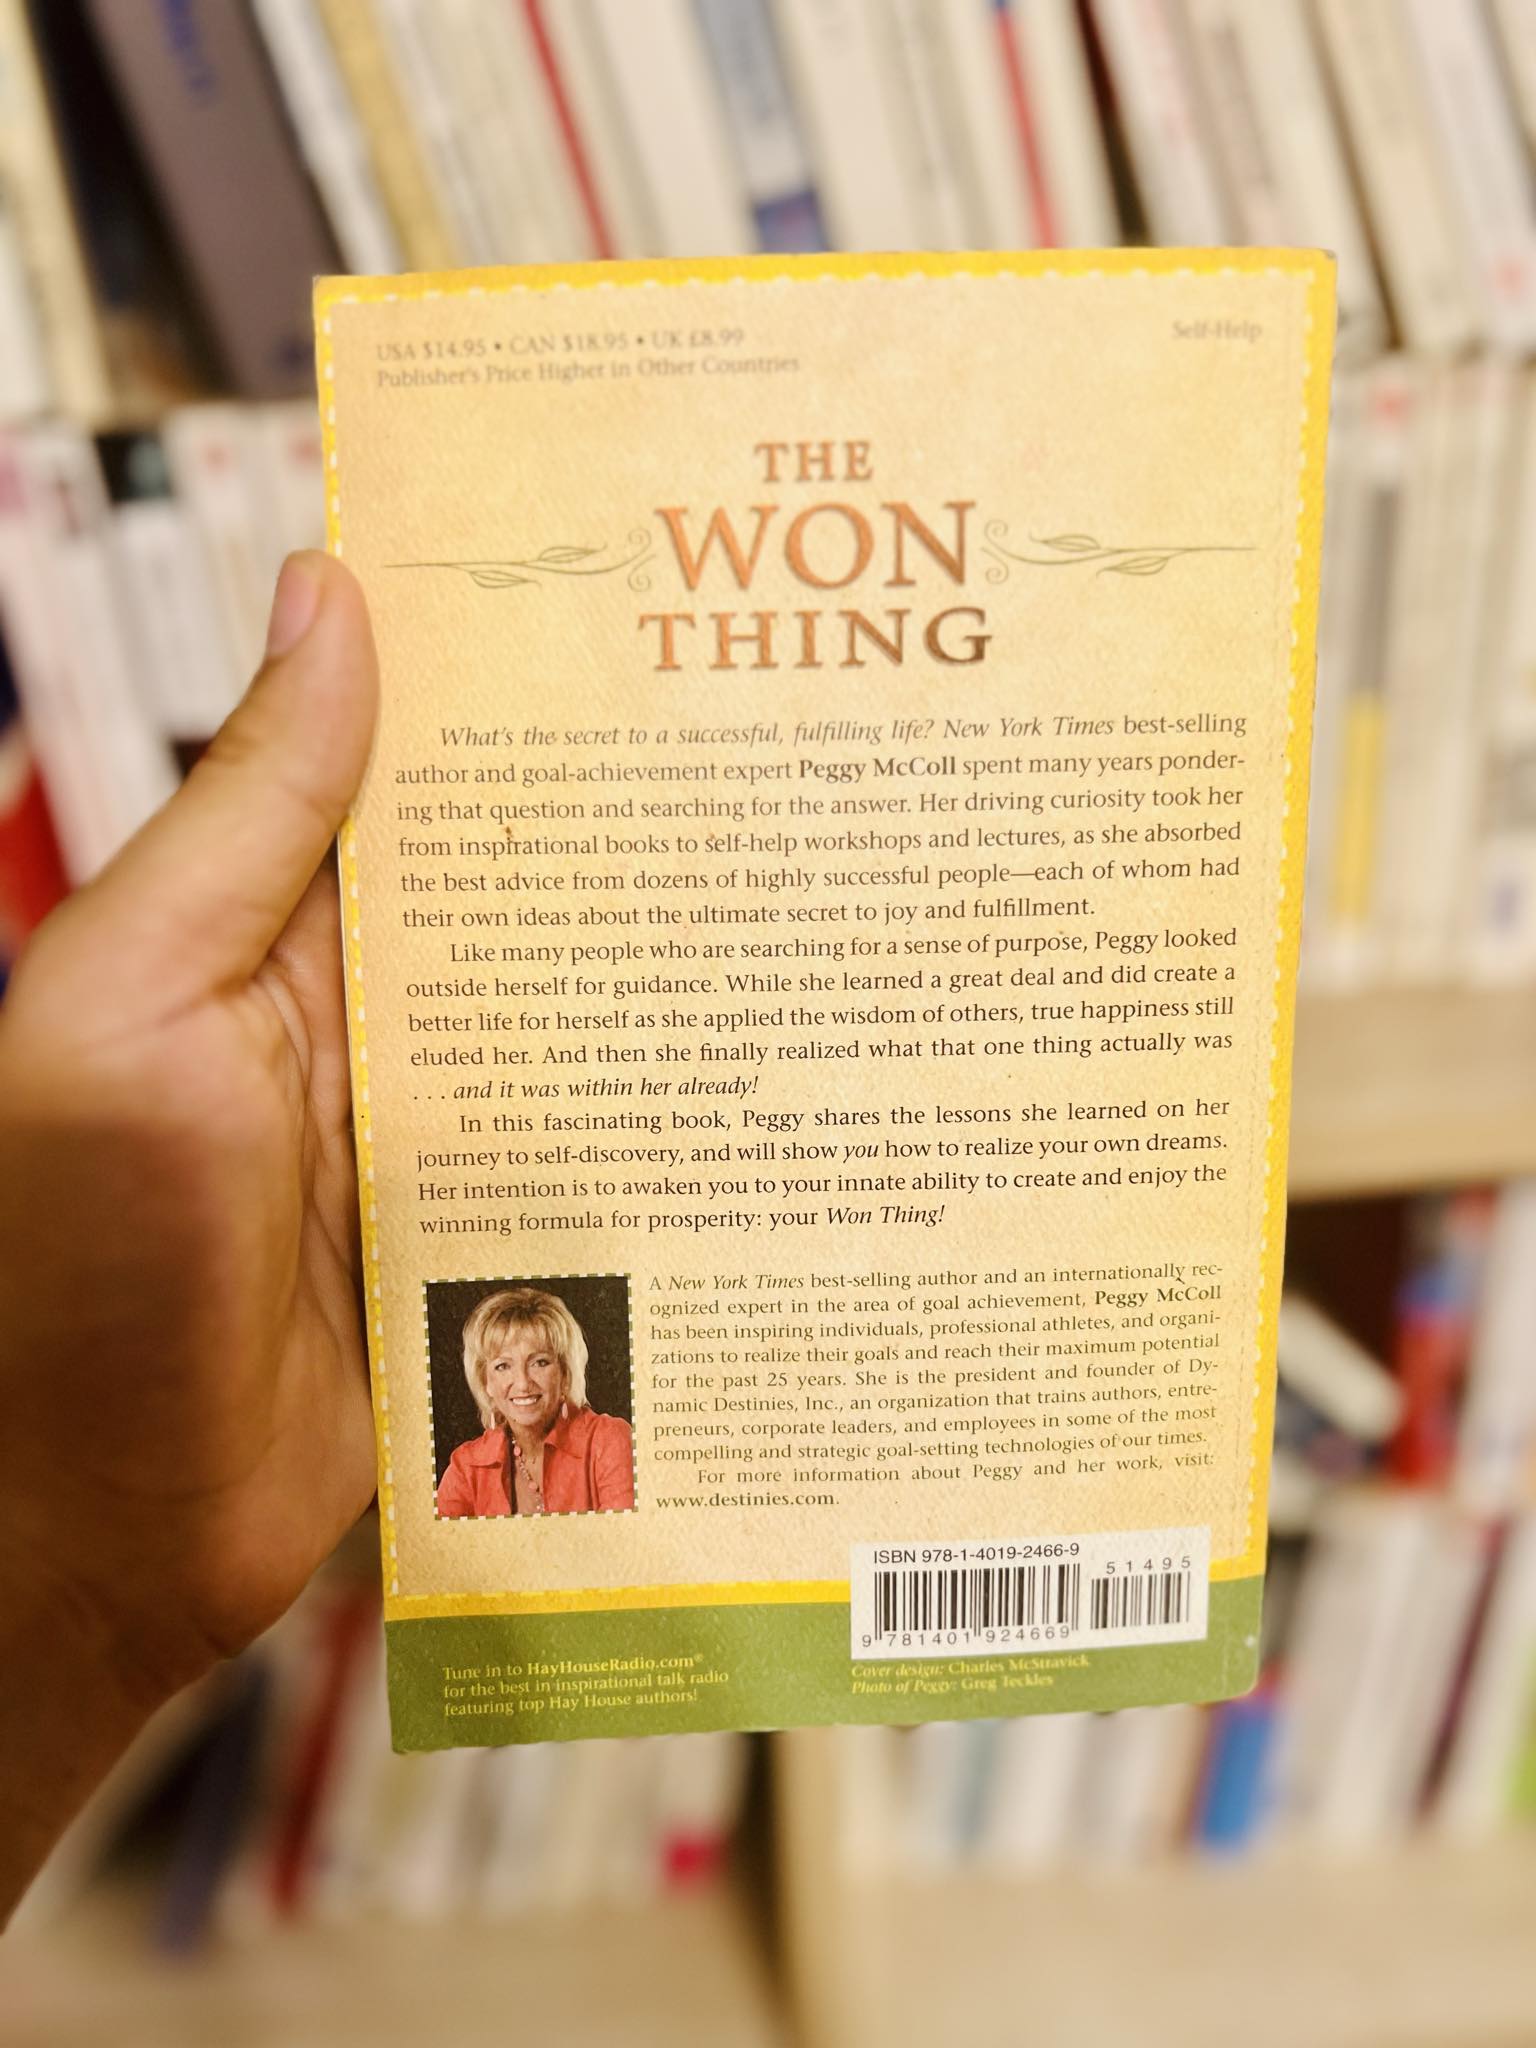 USA $14.95 • CAN $18.95 • UK £8.99
Publisher's Price Higher in Other Countries
Self-Help
THE
WON
THING
What's the secret to a successful, fulfilling life? New York Times best-selling
author and goal-achievement expert Peggy McColl spent many years ponder-
ing that question and searching for the answer. Her driving curiosity took her
from inspirational books to self-help workshops and lectures, as she absorbed
the best advice from dozens of highly successful people—each of whom had
their own ideas about the ultimate secret to joy and fulfillment.
Like many people who are searching for a sense of purpose, Peggy looked
outside herself for guidance. While she learned a great deal and did create a
better life for herself as she applied the wisdom of others, true happiness still
eluded her. And then she finally realized what that one thing actually was
. . . and it was within her already!
In this fascinating book, Peggy shares the lessons she learned on her
journey to self-discovery, and will show you how to realize your own dreams.
Her intention is to awaken you to your innate ability to create and enjoy the
winning formula for prosperity: your Won Thing!
A New York Times best-selling author and an internationally rec-
ognized expert in the area of goal achievement, Peggy McColl
has been inspiring individuals, professional athletes, and organi-
zations to realize their goals and reach their maximum potential
for the past 25 years. She is the president and founder of Dy-
namic Destinies, Inc., an organization that trains authors, entre-
preneurs, corporate leaders, and employees in some of the most
compelling and strategic goal-setting technologies of our times.
For more information about Peggy and her work, visit:
www.destinies.com.
ISBN 978-1-4019-2466-9
51495
9 781401 924669
Tune in to HayHouseRadio.com®
for the best in inspirational talk radio
featuring top Hay House authors!
Cover design: Charles McStravick
Photo of Peggy: Greg Teckles